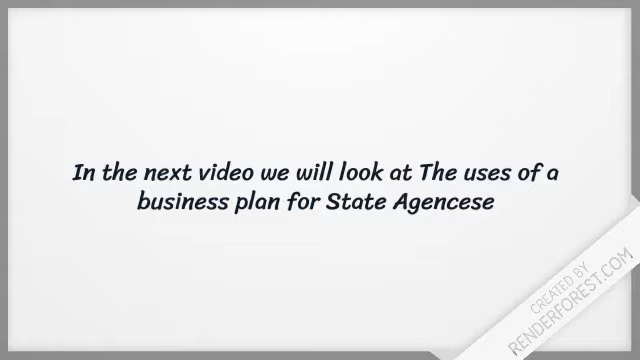 In the next video we will look at The uses of a
business plan for State Agencese
CREATED BY
RENDERFOREST.COM